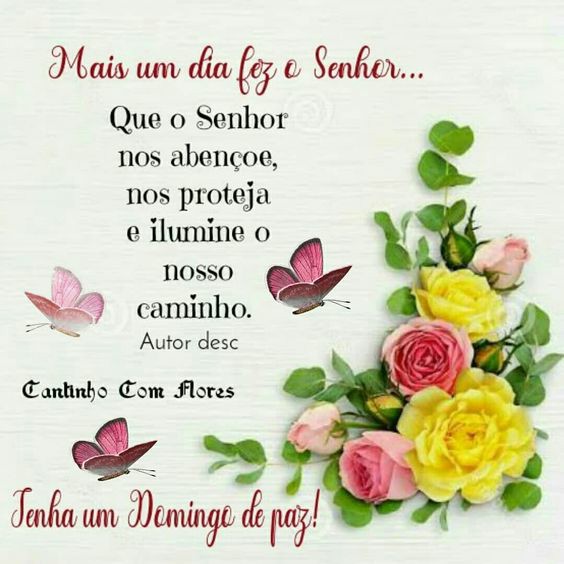 Mais um dia fez o Senhor...
Que o Senhor
nos abençoe,
nos proteja
e ilumine o
nosso
caminho.
Autor desc
Cantinho Com Flores
Tenha um Domingo de paz!